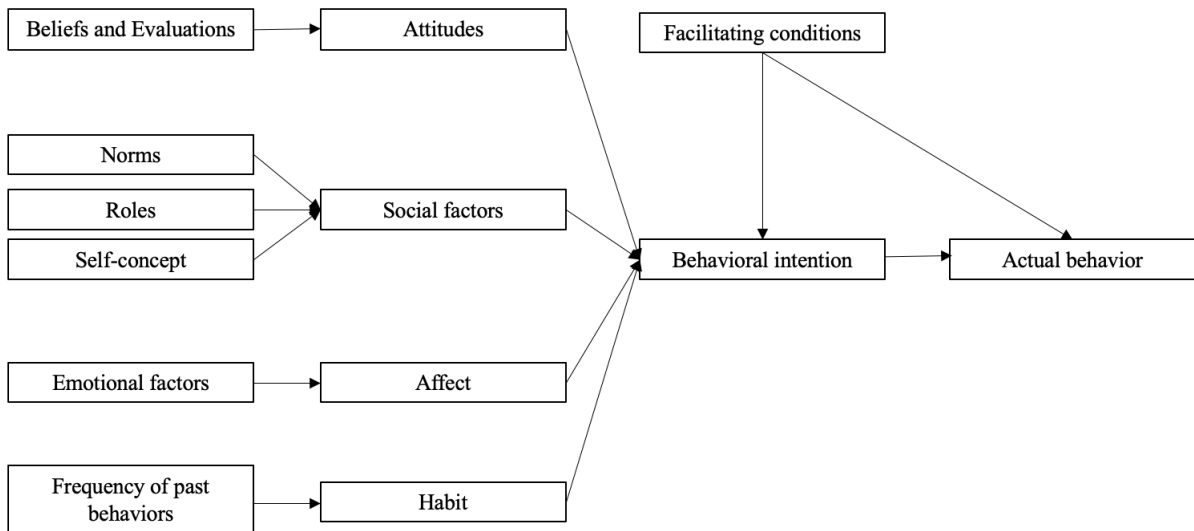 Beliefs and Evaluations
Attitudes
Facilitating conditions
Norms
Roles
Social factors
Self-concept
Behavioral intention
Actual behavior
Emotional factors
Affect
Frequency of past
behaviors
Habit